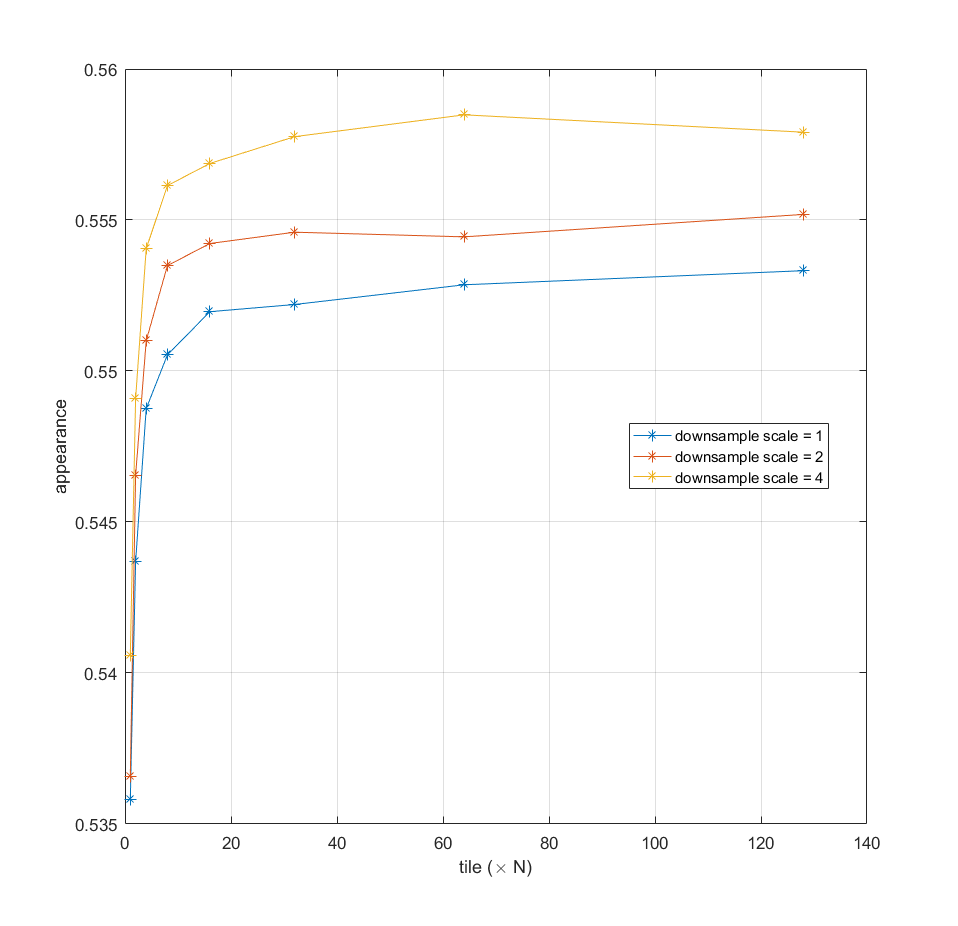 0.56
0.555
0.55
0.545
0.54
0.535
appearance
0
20
40
60
80
100
120
140
tile (× N)
downsample scale = 1
downsample scale = 2
downsample scale = 4